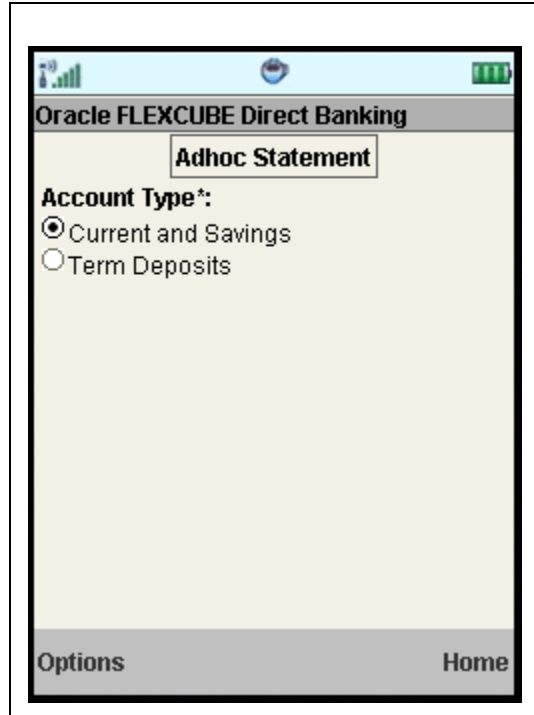 Oracle FLEXCUBE Direct Banking
Adhoc Statement
Account Type*:
Current and Savings
Term Deposits
Options Home